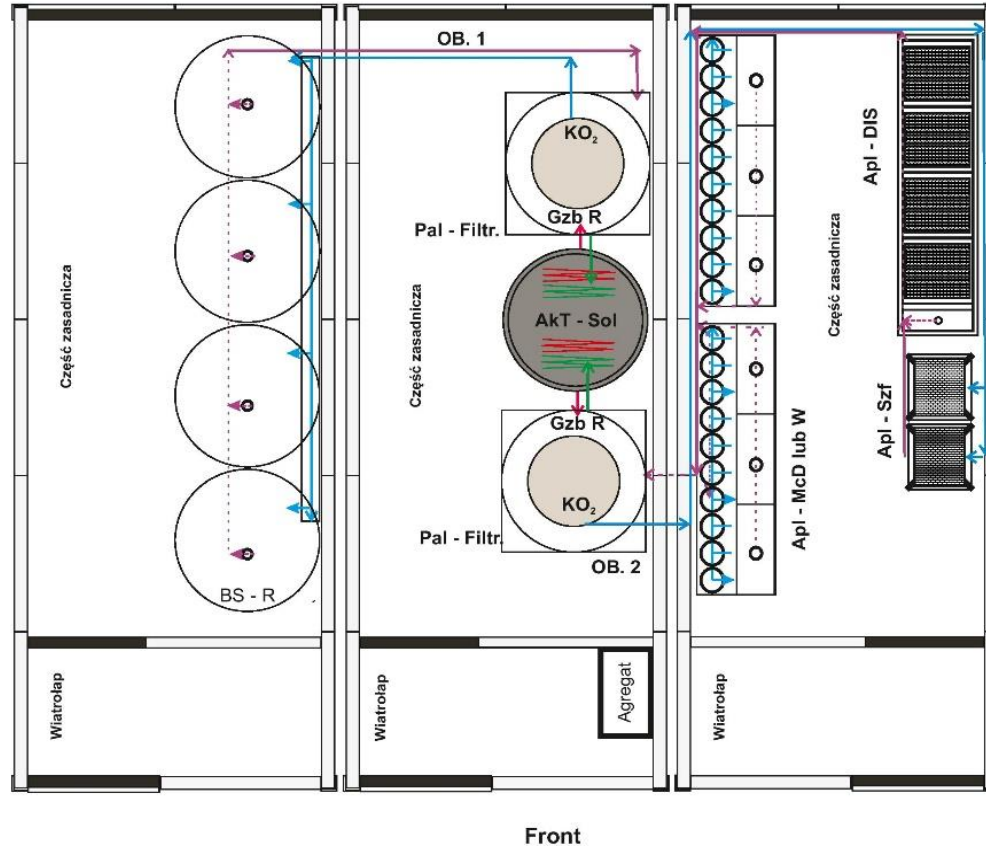 Część zasadnicza
BS - R
Wiatrołap
OB. 1
KO₂
Gzb R
Pal - Filtr.
Część zasadnicza
AkT - Sol
Gzb R
KO₂
Pal - Filtr.
OB. 2
Wiatrołap
Agregat
Apl - DIS
Część zasadnicza
Apl - Szf
Apl - McD lub W
Wiatrołap
Front